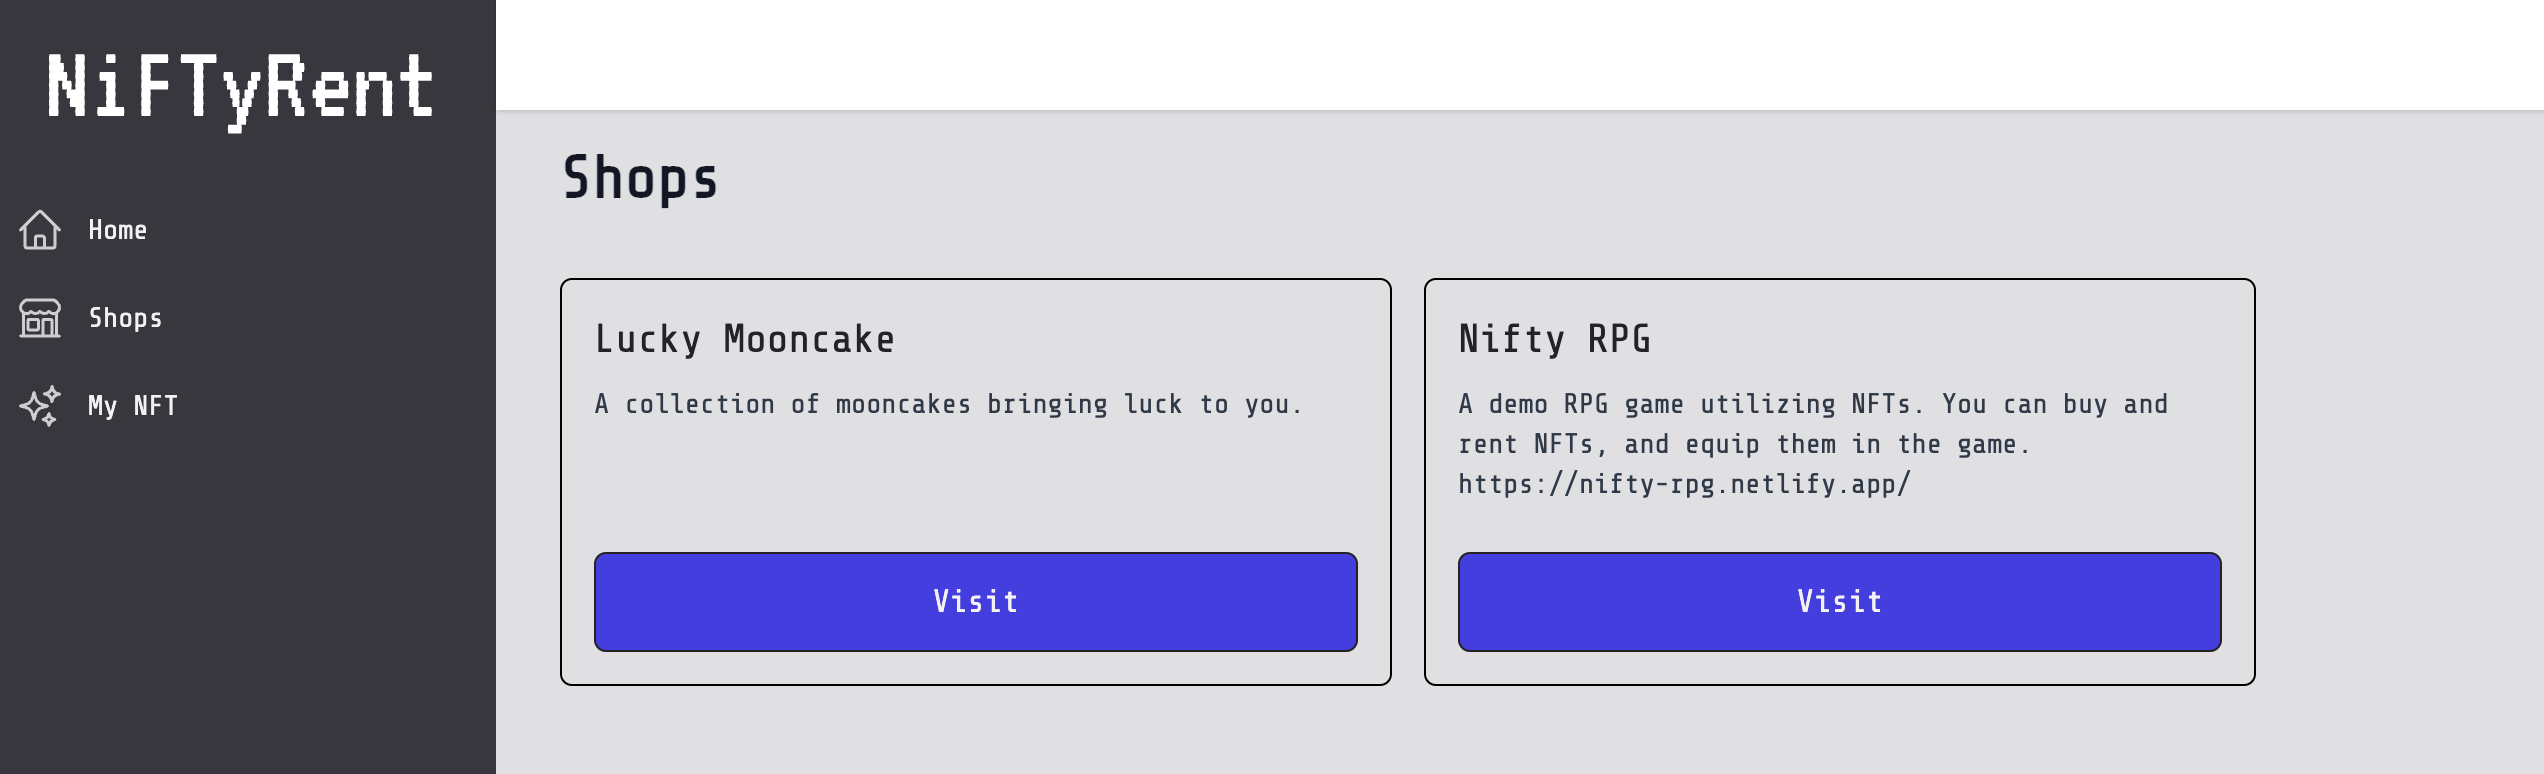 NiFTyRent
Home
Shops
My NFT
Shops
Lucky Mooncake
A collection of mooncakes bringing luck to you.
Visit
Nifty RPG
A demo RPG game utilizing NFTs. You can buy and
rent NFTs, and equip them in the game.
https://nifty-rpg.netlify.app/
Visit